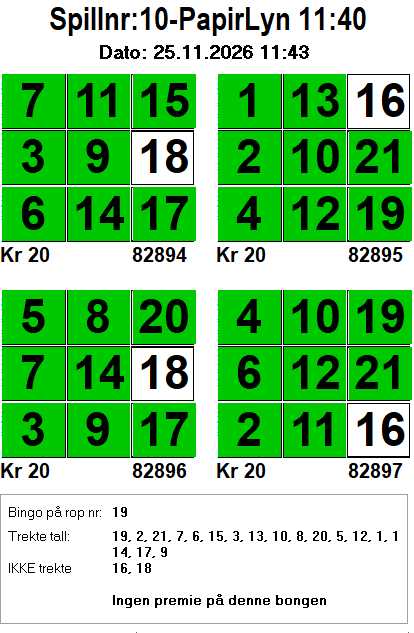 Spillnr:10-PapirLyn 11:40
Dato: 25.11.2026 11:43
7 11 15 1 13 16
3 9 18 2 10 21
6 14 17 4 12 19
Kr 20 82894 Kr 20 82895
5 8 20 4 10 19
7 14 18 6 12 21
3 9 17 2 11 16
Kr 20 82896 Kr 20 82897
Bingo på rop nr: 19
Trekte tall: 19, 2, 21, 7, 6, 15, 3, 13, 10, 8, 20, 5, 12, 1, 1
14, 17, 9
IKKE trekte 16, 18
Ingen premie på denne bongen